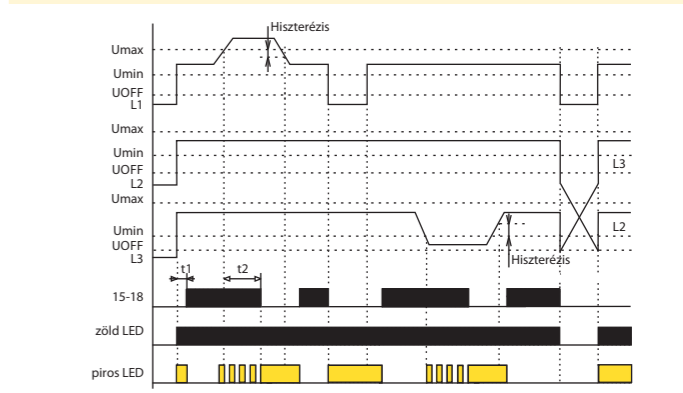 Hiszterézis
Umax
Umin
UOFF
L1
Umax
Umin
UOFF
L2
L3
Umax
Umin
L2
UOFF
L3
Hiszterézis
t1
t2
15-18
zöld LED
piros LED